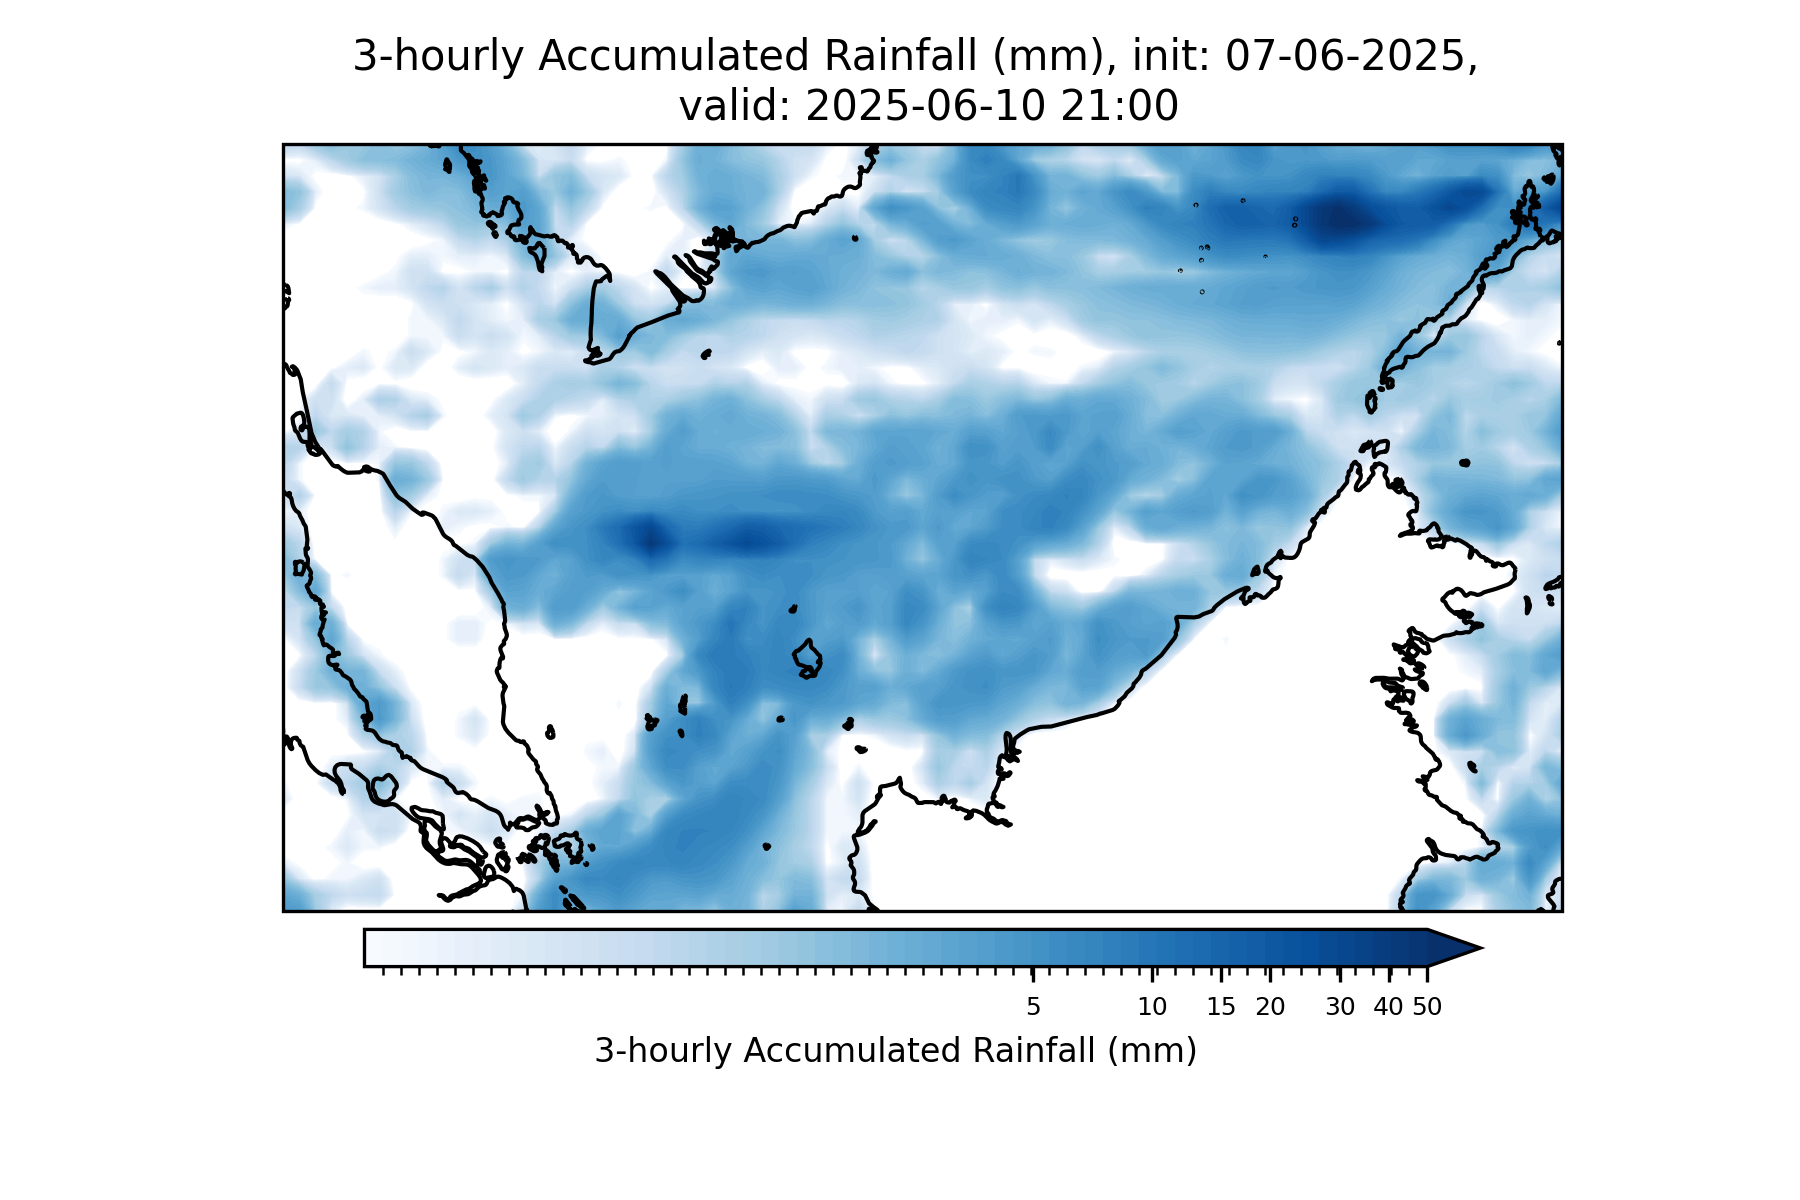 3-hourly Accumulated Rainfall (mm), init: 07-06-2025,
valid: 2025-06-10 21:00
5 10 15 20 30 40 50
3-hourly Accumulated Rainfall (mm)